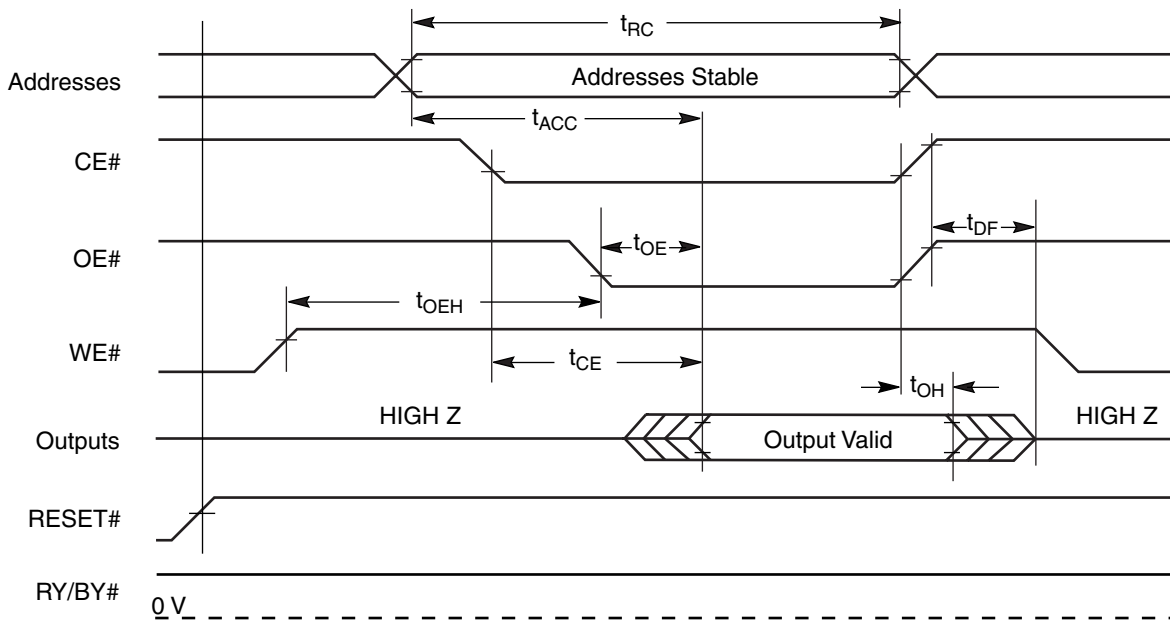 tRC
Addresses
Addresses Stable
tACC
CE#
tDF
OE#
tOE
tOEH
WE#
tCE
tOH
HIGH Z
HIGH Z
Outputs
Output Valid
RESET#
RY/BY#
0 V